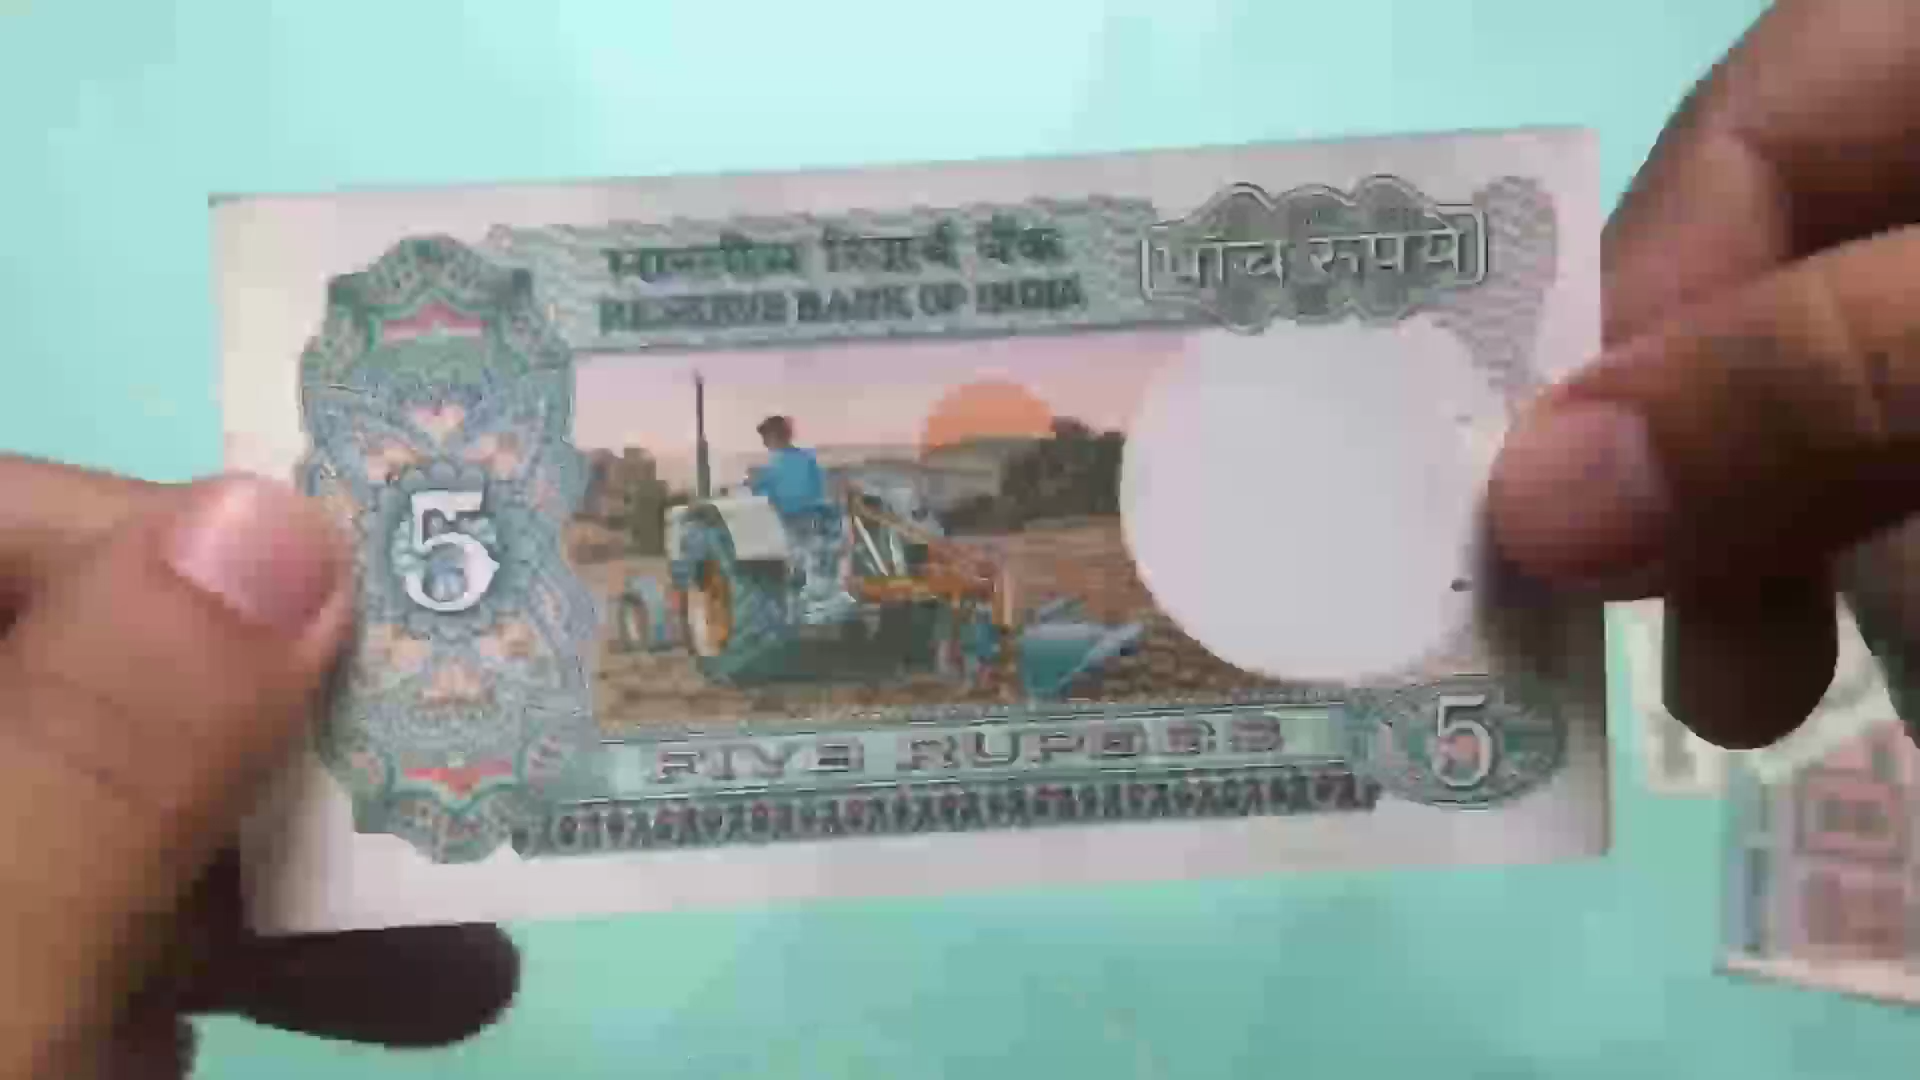 भारतीय रिज़र्व बैंक
पाँच रुपये
RESERVE BANK OF INDIA
5
FIVE RUPEES
5